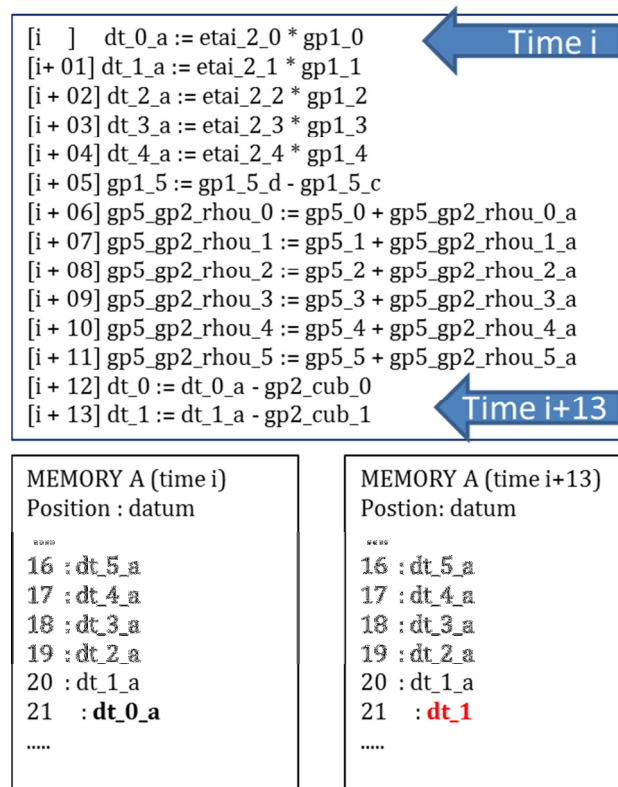 [i ] dt_0_a := etai_2_0 * gp1_0
Time i
[i+ 01] dt_1_a := etai_2_1 * gp1_1
[i + 02] dt_2_a := etai_2_2 * gp1_2
[i + 03] dt_3_a := etai_2_3 * gp1_3
[i + 04] dt_4_a := etai_2_4 * gp1_4
[i + 05] gp1_5 := gp1_5_d - gp1_5_c
[i + 06] gp5_gp2_rhou_0 := gp5_0 + gp5_gp2_rhou_0_a
[i + 07] gp5_gp2_rhou_1 := gp5_1 + gp5_gp2_rhou_1_a
[i + 08] gp5_gp2_rhou_2 := gp5_2 + gp5_gp2_rhou_2_a
[i + 09] gp5_gp2_rhou_3 := gp5_3 + gp5_gp2_rhou_3_a
[i + 10] gp5_gp2_rhou_4 := gp5_4 + gp5_gp2_rhou_4_a
[i + 11] gp5_gp2_rhou_5 := gp5_5 + gp5_gp2_rhou_5_a
[i + 12] dt_0 := dt_0_a - gp2_cub_0
[i + 13] dt_1 := dt_1_a - gp2_cub_1
Time i+13
MEMORY A (time i)
Position : datum
....
16 : dt_5_a
17 : dt_4_a
18 : dt_3_a
19 : dt_2_a
20 : dt_1_a
21 : dt_0_a
.....
MEMORY A (time i+13)
Postion: datum
....
16 : dt_5_a
17 : dt_4_a
18 : dt_3_a
19 : dt_2_a
20 : dt_1_a
21 : dt_1
.....